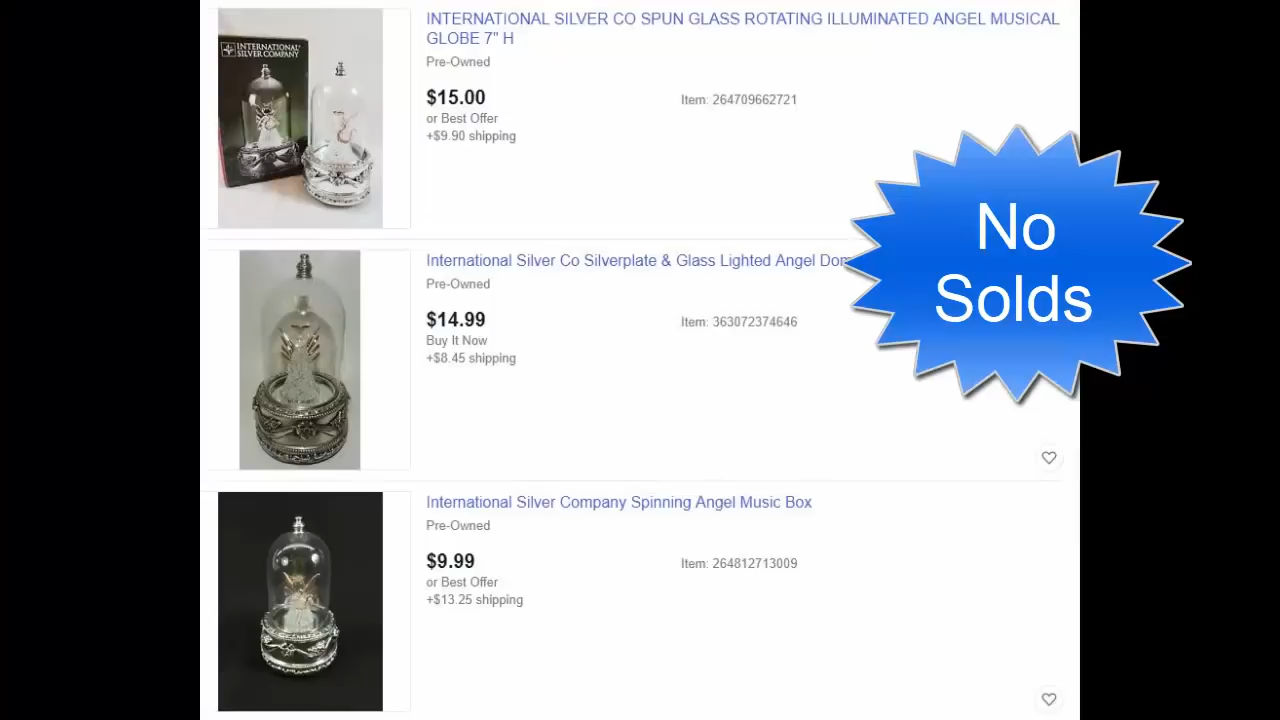 INTERNATIONAL SILVER CO SPUN GLASS ROTATING ILLUMINATED ANGEL MUSICAL
GLOBE 7" H
Pre-Owned
$15.00
Item: 264709662721
or Best Offer
+$9.90 shipping
INTERNATIONAL
SILVER COMPANY
No
Solds
International Silver Co Silverplate & Glass Lighted Angel
Pre-Owned
$14.99
Item: 363072374646
Buy It Now
+$8.45 shipping
International Silver Company Spinning Angel Music Box
Pre-Owned
$9.99
Item: 264812713009
or Best Offer
+$13.25 shipping